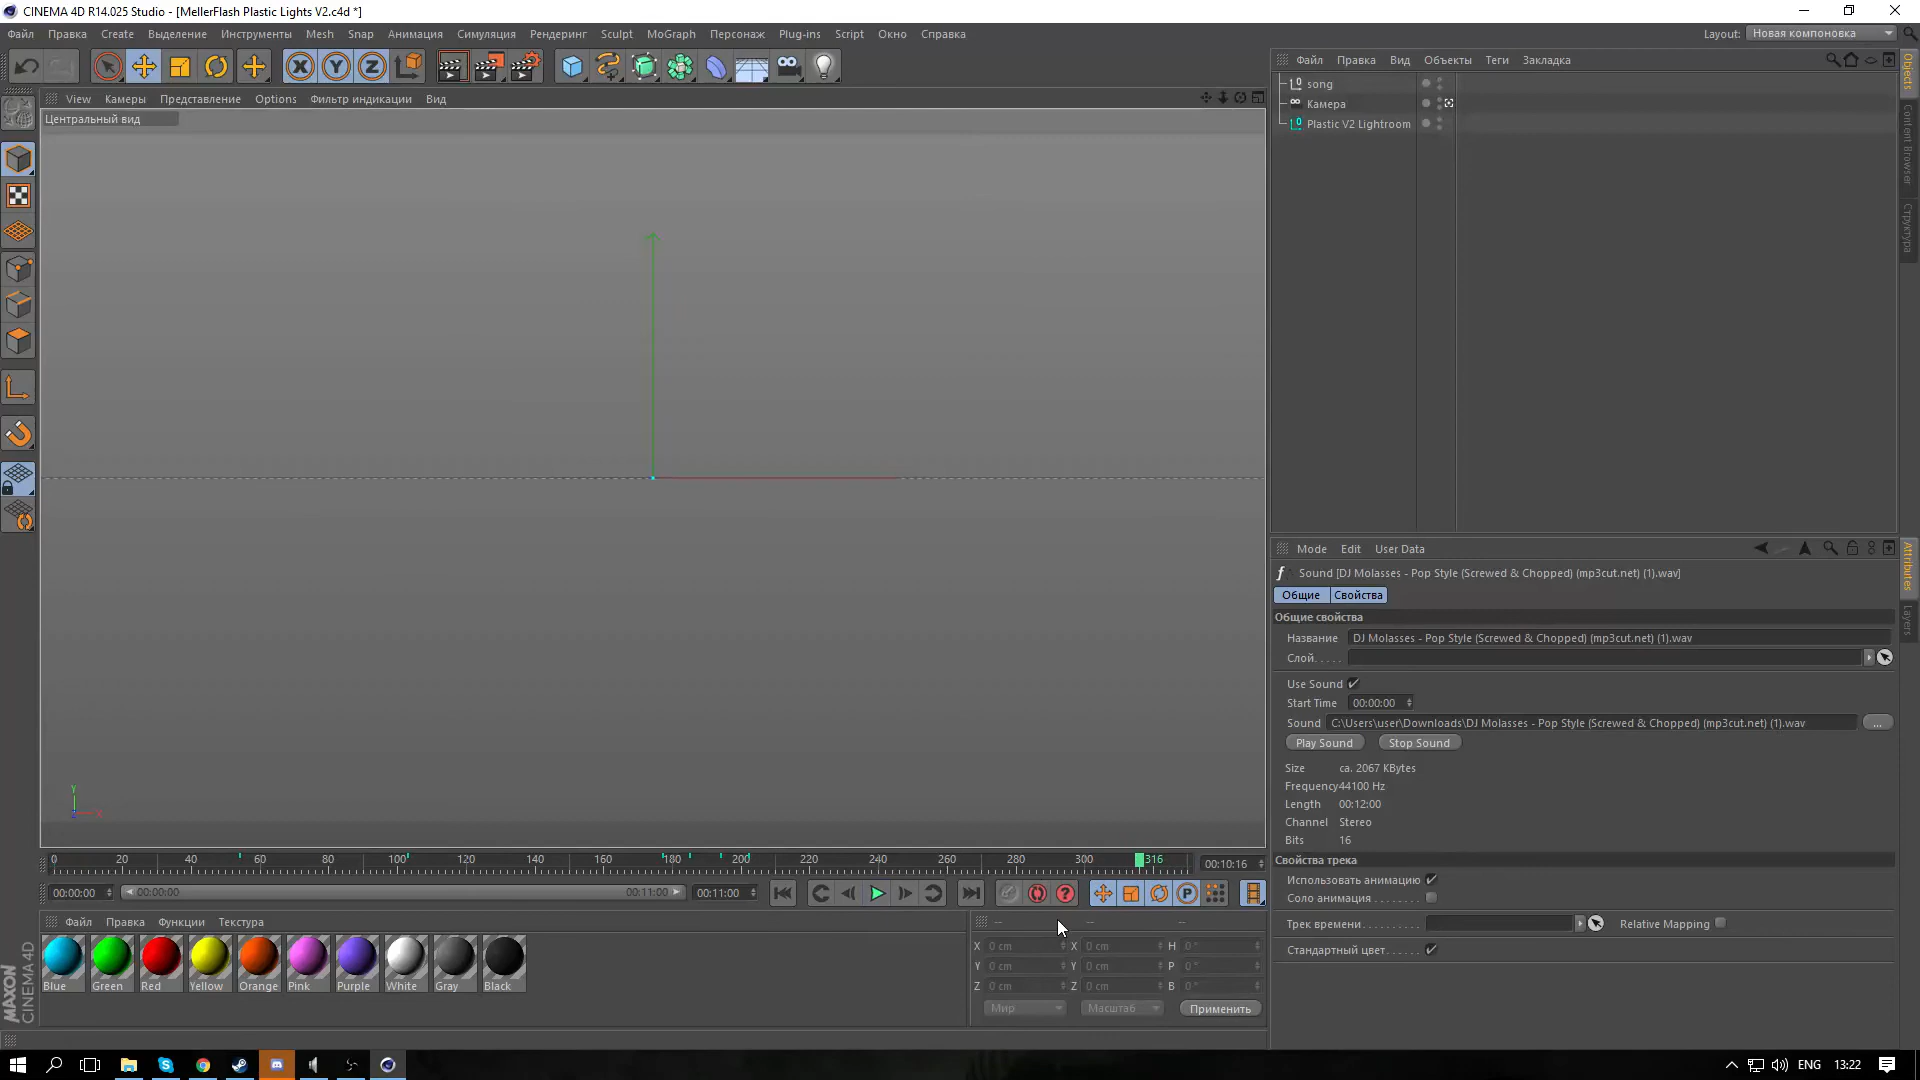 CINEMA 4D R14.025 Studio - [MellerFlash Plastic Lights V2.c4d *]
Файл Правка Create Выделение Инструменты Mesh Snap Анимация Симуляция Рендеринг Sculpt MoGraph Персонаж Plug-ins Script Окно Справка Layout: Новая компоновка
View Камеры Представление Options Фильтр индикации Вид
Центральный вид
Y
Z X
0 20 40 60 80 100 120 140 160 180 200 220 240 260 280 300 316 00:10:16
00:00:00 00:00:00 00:11:00 00:11:00
Файл Правка Функции Текстура
Blue Green Red Yellow Orange Pink Purple White Gray Black
MAXON
CINEMA 4D
-- -- --
X 0 cm X 0 cm H 0 °
Y 0 cm Y 0 cm P 0 °
Z 0 cm Z 0 cm B 0 °
Мир Масштаб Применить
Файл Правка Вид Объекты Теги Закладка
song
Камера
Plastic V2 Lightroom
Objects
Content Browser
Структура
Mode Edit User Data
Sound [DJ Molasses - Pop Style (Screwed & Chopped) (mp3cut.net) (1).wav]
Общие Свойства
Общие свойства
Название DJ Molasses - Pop Style (Screwed & Chopped) (mp3cut.net) (1).wav
Слой. . . . .
Use Sound
Start Time 00:00:00
Sound C:\Users\user\Downloads\DJ Molasses - Pop Style (Screwed & Chopped) (mp3cut.net) (1).wav ...
Play Sound Stop Sound
Size ca. 2067 KBytes
Frequency 44100 Hz
Length 00:12:00
Channel Stereo
Bits 16
Свойства трека
Использовать анимацию
Соло анимация . . . . . . . .
Трек времени. . . . . . . . . . Relative Mapping
Стандартный цвет. . . . . .
Attributes
Layers
ENG 13:22